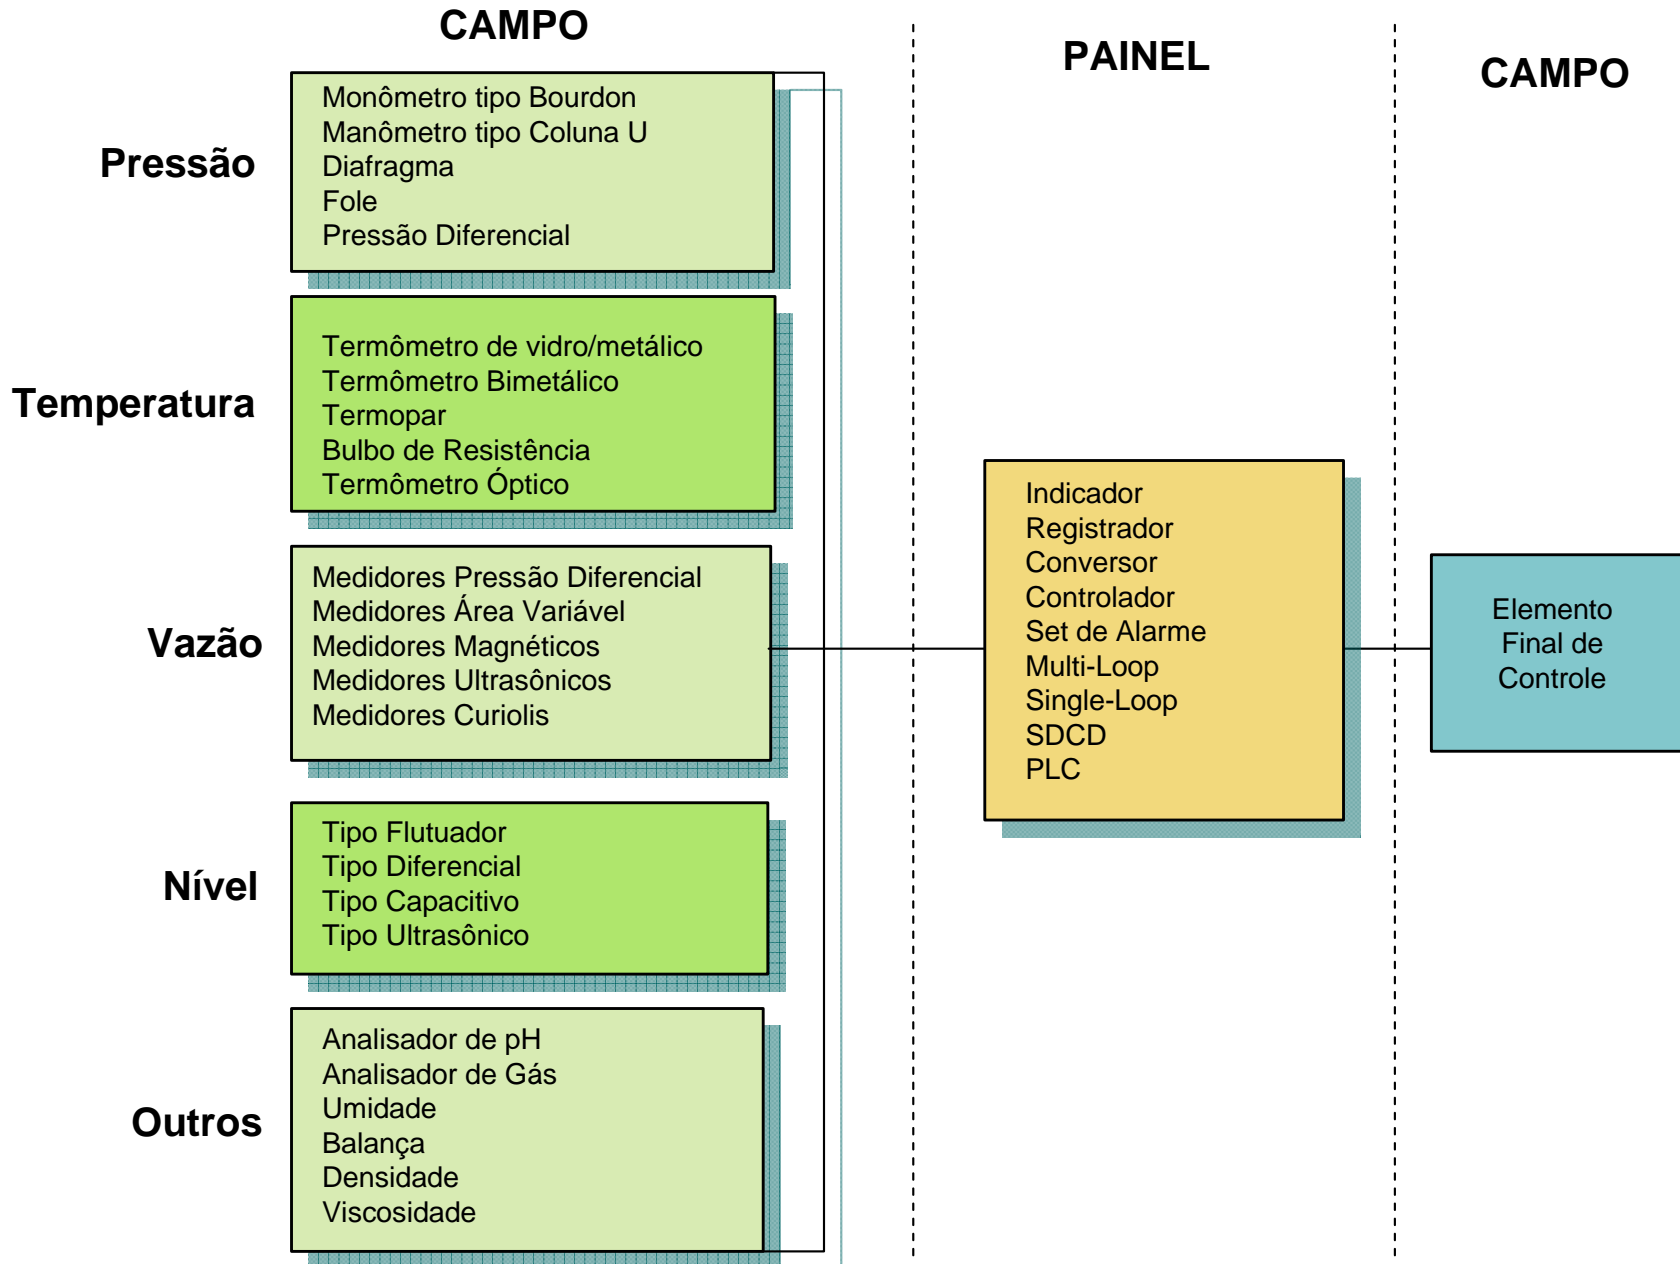 CAMPO
PAINEL
CAMPO
Pressão
Monômetro tipo Bourdon
Manômetro tipo Coluna U
Diafragma
Fole
Pressão Diferencial
Temperatura
Termômetro de vidro/metálico
Termômetro Bimetálico
Termopar
Bulbo de Resistência
Termômetro Óptico
Vazão
Medidores Pressão Diferencial
Medidores Área Variável
Medidores Magnéticos
Medidores Ultrasônicos
Medidores Curiolis
Nível
Tipo Flutuador
Tipo Diferencial
Tipo Capacitivo
Tipo Ultrasônico
Outros
Analisador de pH
Analisador de Gás
Umidade
Balança
Densidade
Viscosidade
Indicador
Registrador
Conversor
Controlador
Set de Alarme
Multi-Loop
Single-Loop
SDCD
PLC
Elemento
Final de
Controle